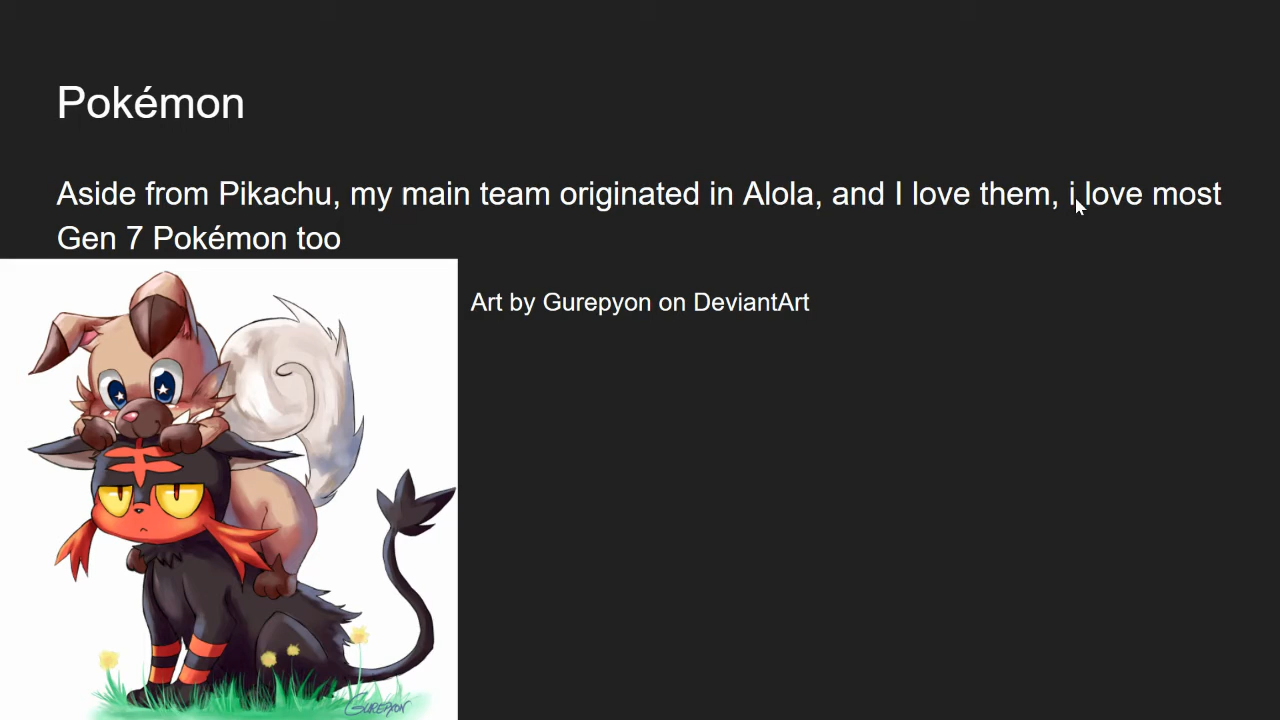 Pokémon
Aside from Pikachu, my main team originated in Alola, and I love them, i love most
Gen 7 Pokémon too
Art by Gurepyon on DeviantArt
GUREPYON